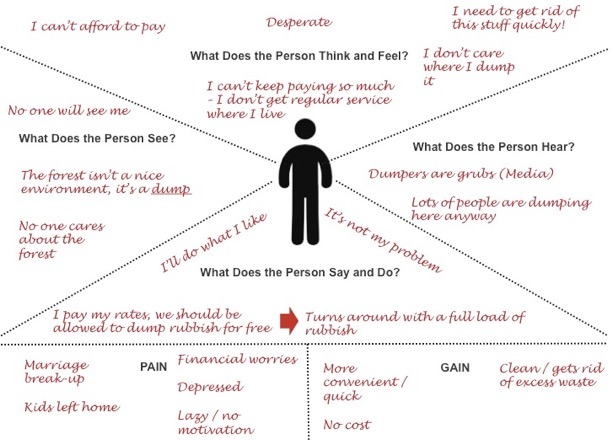 I can't afford to pay
Desperate
I need to get rid of
this stuff quickly!
What Does the Person Think and Feel?
I don't care
where I dump
it
I can't keep paying so much
– I don't get regular service
where I live
No one will see me
What Does the Person See?
The forest isn't a nice
environment, it's a dump
No one cares
about the
forest
What Does the Person Hear?
Dumpers are grubs (Media)
Lots of people are dumping
here anyway
I'll do what I like
It's not my problem
What Does the Person Say and Do?
I pay my rates, we should be
allowed to dump rubbish for free
Turns around with a full load of
rubbish
PAIN
Marriage
break-up
Kids left home
Financial worries
Depressed
Lazy / no
motivation
GAIN
More
convenient /
quick
No cost
Clean / gets rid
of excess waste